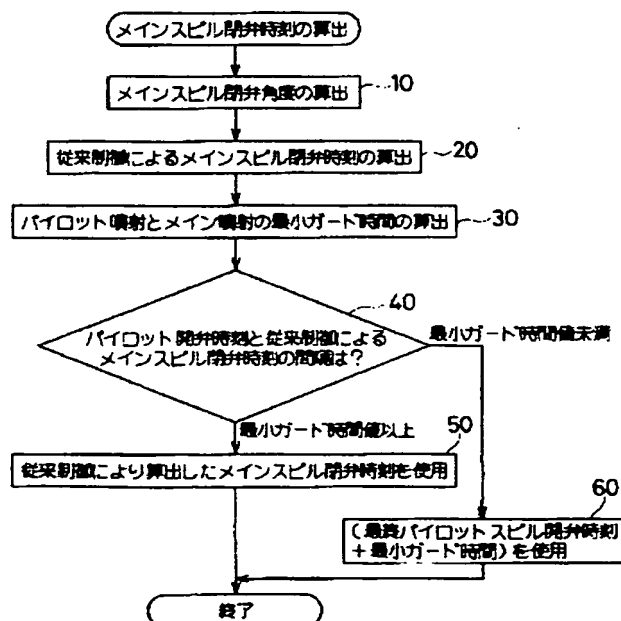 メインスピル閉弁時刻の算出
メインスピル閉弁角度の算出
10
従来制御によるメインスピル閉弁時刻の算出
20
パイロット噴射とメイン噴射の最小ガード時間の算出
30
40
パイロット開弁時刻と従来制御による
メインスピル閉弁時刻の間隔は？
最小ガード時間値未満
最小ガード時間値以上
50
従来制御により算出したメインスピル閉弁時刻を使用
60
（最終パイロットスピル開弁時刻
＋最小ガード時間）を使用
終了